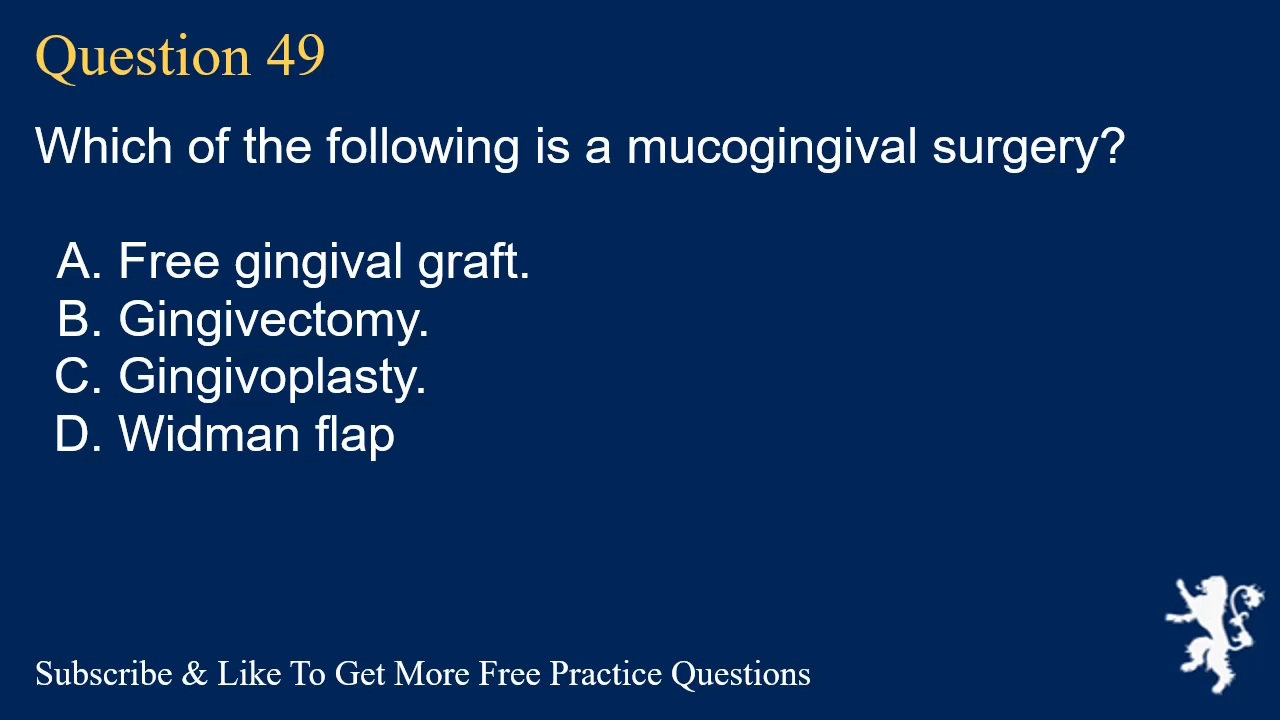 Question 49
Which of the following is a mucogingival surgery?
A. Free gingival graft.
B. Gingivectomy.
C. Gingivoplasty.
D. Widman flap
Subscribe & Like To Get More Free Practice Questions